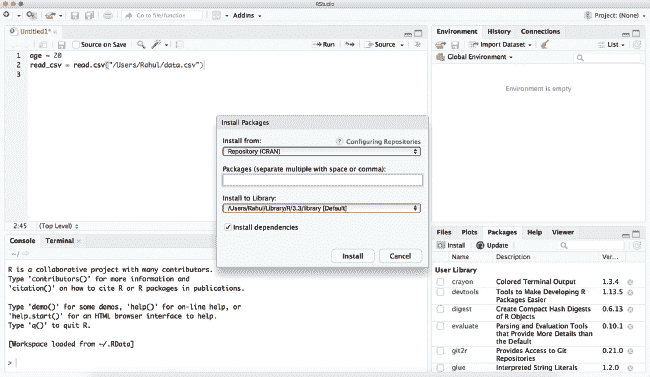 RStudio
Go to file/function
Addins
Project: (None)
Untitled1*
Source on Save
Run
Source
1 age = 20
2 read_csv = read.csv("/Users/Rahul/data.csv")
3
2:45 (Top Level)
Console Terminal
~/
R is a collaborative project with many contributors.
Type 'contributors()' for more information and
'citation()' on how to cite R or R packages in publications.
Type 'demo()' for some demos, 'help()' for on-line help, or
'help.start()' for an HTML browser interface to help.
Type 'q()' to quit R.
[Workspace loaded from ~/.RData]
>
Install Packages
Install from: ? Configuring Repositories
Repository (CRAN)
Packages (separate multiple with space or comma):
Install to Library:
/Users/Rahul/Library/R/3.3/library [Default]
Install dependencies
Install Cancel
Environment History Connections
Import Dataset List
Global Environment
Environment is empty
Files Plots Packages Help Viewer
Install Update
Name Description Ver...
User Library
crayon Colored Terminal Output 1.3.4
devtools Tools to Make Developing R Packages Easier 1.13.5
digest Create Compact Hash Digests of R Objects 0.6.13
evaluate Parsing and Evaluation Tools that Provide More Details than the Default 0.10.1
git2r Provides Access to Git Repositories 0.21.0
glue Interpreted String Literals 1.2.0